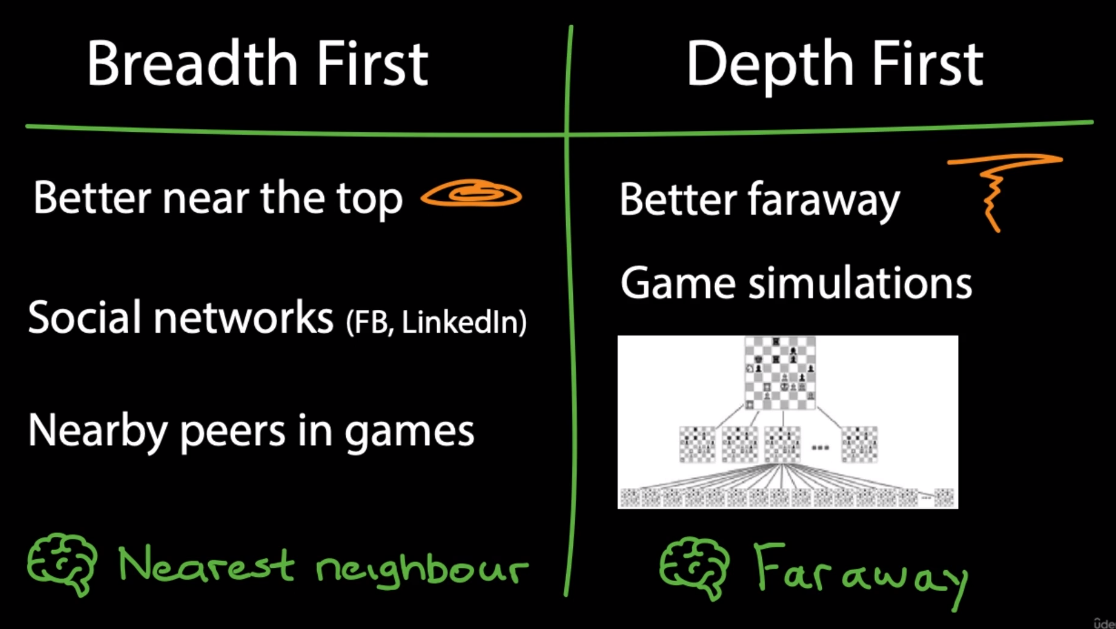 Breadth First
Depth First
Better near the top
Better faraway
Social networks (FB, LinkedIn)
Game simulations
Nearby peers in games
Nearest neighbour
Faraway